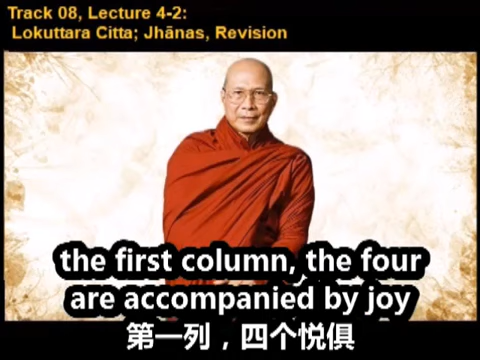 Track 08, Lecture 4-2:
Lokuttara Citta; Jhānas, Revision
the first column, the four
are accompanied by joy
第一列，四个悦俱